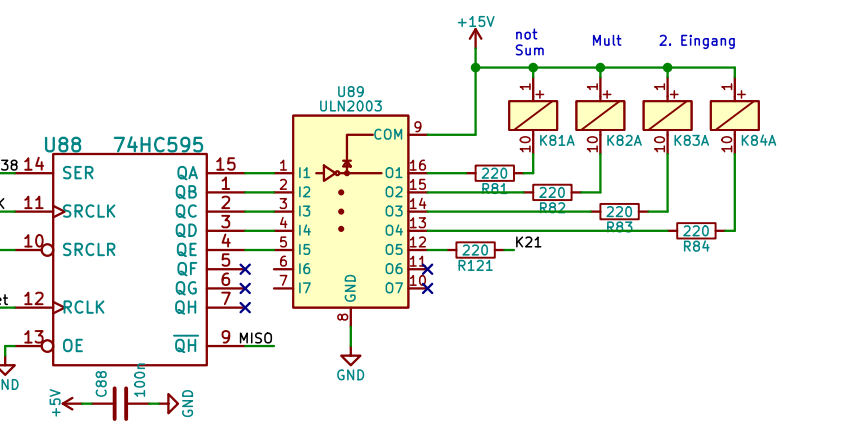 +15V
not
Sum
Mult
2. Eingang
U89
ULN2003
U88
74HC595
1
+
1
+
1
+
1
+
K81A
K82A
K83A
K84A
10
10
10
10
COM
9
38
14
SER
QA
15
1
I1
O1
16
220
R81
QB
1
2
I2
O2
15
220
R82
K
11
SRCLK
QC
2
3
I3
O3
14
220
R83
QD
3
4
I4
O4
13
220
R84
10
SRCLR
QE
4
5
I5
O5
12
220
K21
R121
QF
5
6
I6
O6
11
QG
6
7
I7
O7
10
et
12
RCLK
QH
7
GND
8
13
OE
QH
9
MISO
ND
GND
+5V
C88
100n
GND